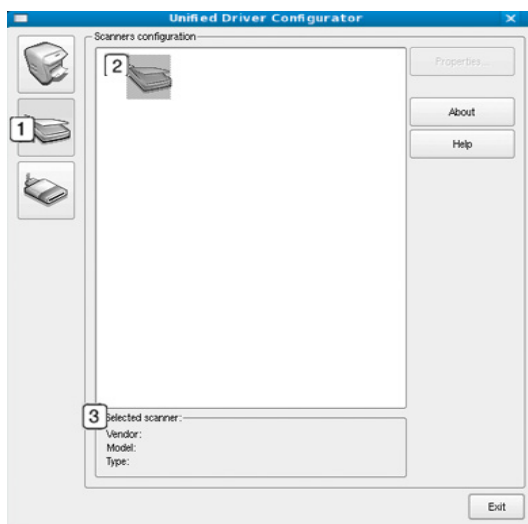 Unified Driver Configurator
Scanners configuration
2
Properties...
1
About
Help
3
Selected scanner:
Vendor:
Model:
Type:
Exit